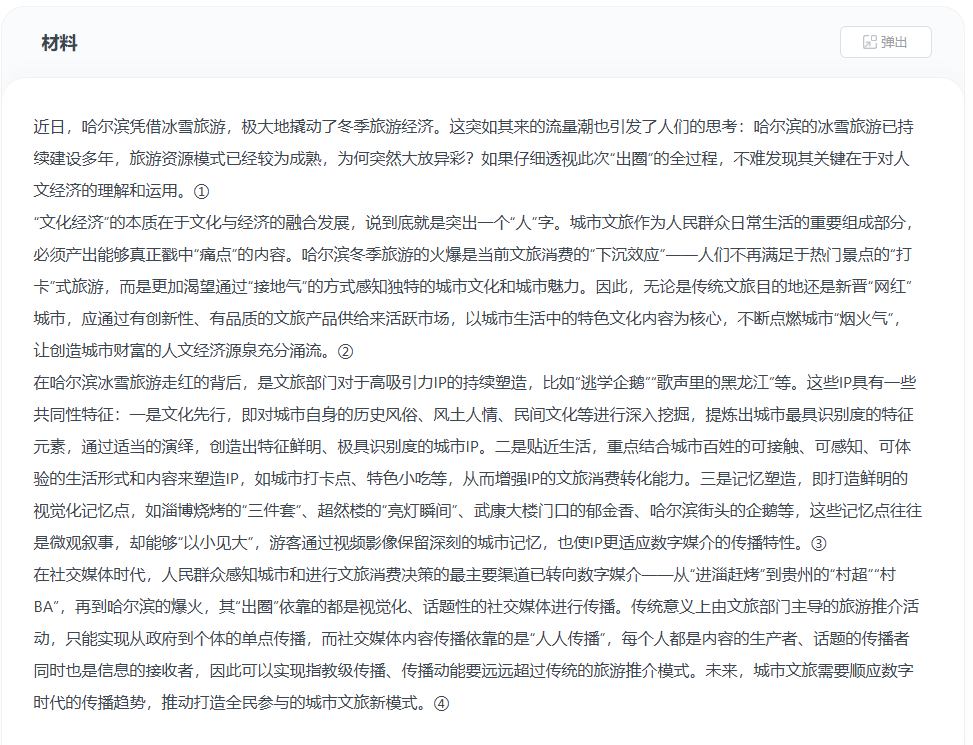 材料
弹出
近日，哈尔滨凭借冰雪旅游，极大地撬动了冬季旅游经济。这突如其来的流量潮也引发了人们的思考：哈尔滨的冰雪旅游已持
续建设多年，旅游资源模式已经较为成熟，为何突然大放异彩？如果仔细透视此次“出圈”的全过程，不难发现其关键在于对人
文经济的理解和运用。①
“文化经济”的本质在于文化与经济的融合发展，说到底就是突出一个“人”字。城市文旅作为人民群众日常生活的重要组成部分，
必须产出能够真正戳中“痛点”的内容。哈尔滨冬季旅游的火爆是当前文旅消费的“下沉效应”——人们不再满足于热门景点的“打
卡”式旅游，而是更加渴望通过“接地气”的方式感知独特的城市文化和城市魅力。因此，无论是传统文旅目的地还是新晋“网红”
城市，应通过有创新性、有品质的文旅产品供给来活跃市场，以城市生活中的特色文化内容为核心，不断点燃城市“烟火气”，
让创造城市财富的人文经济源泉充分涌流。②
在哈尔滨冰雪旅游走红的背后，是文旅部门对于高吸引力IP的持续塑造，比如“逃学企鹅”“歌声里的黑龙江”等。这些IP具有一些
共同性特征：一是文化先行，即对城市自身的历史风俗、风土人情、民间文化等进行深入挖掘，提炼出城市最具识别度的特征
元素，通过适当的演绎，创造出特征鲜明、极具识别度的城市IP。二是贴近生活，重点结合城市百姓的可接触、可感知、可体
验的生活形式和内容来塑造IP，如城市打卡点、特色小吃等，从而增强IP的文旅消费转化能力。三是记忆塑造，即打造鲜明的
视觉化记忆点，如淄博烧烤的“三件套”、超然楼的“亮灯瞬间”、武康大楼门口的郁金香、哈尔滨街头的企鹅等，这些记忆点往往
是微观叙事，却能够“以小见大”，游客通过视频影像保留深刻的城市记忆，也使IP更适应数字媒介的传播特性。③
在社交媒体时代，人民群众感知城市和进行文旅消费决策的最主要渠道已转向数字媒介——从“进淄赶烤”到贵州的“村超”“村
BA”，再到哈尔滨的爆火，其“出圈”依靠的都是视觉化、话题性的社交媒体进行传播。传统意义上由文旅部门主导的旅游推介活
动，只能实现从政府到个体的单点传播，而社交媒体内容传播依靠的是“人人传播”，每个人都是内容的生产者、话题的传播者
同时也是信息的接收者，因此可以实现指教级传播、传播动能要远远超过传统的旅游推介模式。未来，城市文旅需要顺应数字
时代的传播趋势，推动打造全民参与的城市文旅新模式。④